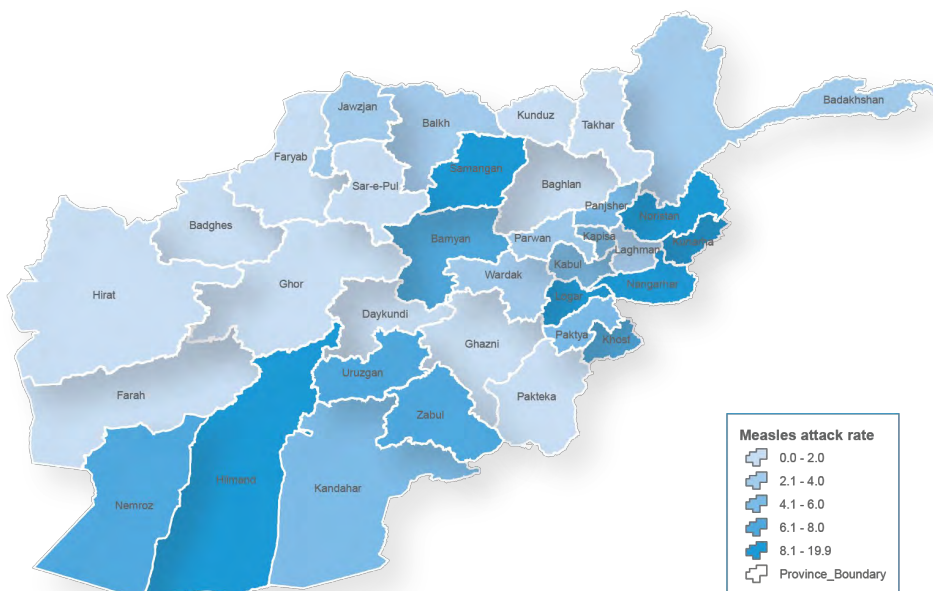 Badakhshan
Jawzjan
Balkh
Kunduz
Takhar
Faryab
Samangan
Sar-e-Pul
Baghlan
Panjsher
Badghes
Bamyan
Parwan
Kapisa
Laghman
Kabul
Wardak
Ghor
Nangarhar
Hirat
Logar
Daykundi
Paktya
Khost
Ghazni
Uruzgan
Farah
Pakteka
Zabul
Hilmand
Kandahar
Nemroz
Measles attack rate
0.0 - 2.0
2.1 - 4.0
4.1 - 6.0
6.1 - 8.0
8.1 - 19.9
Province_Boundary